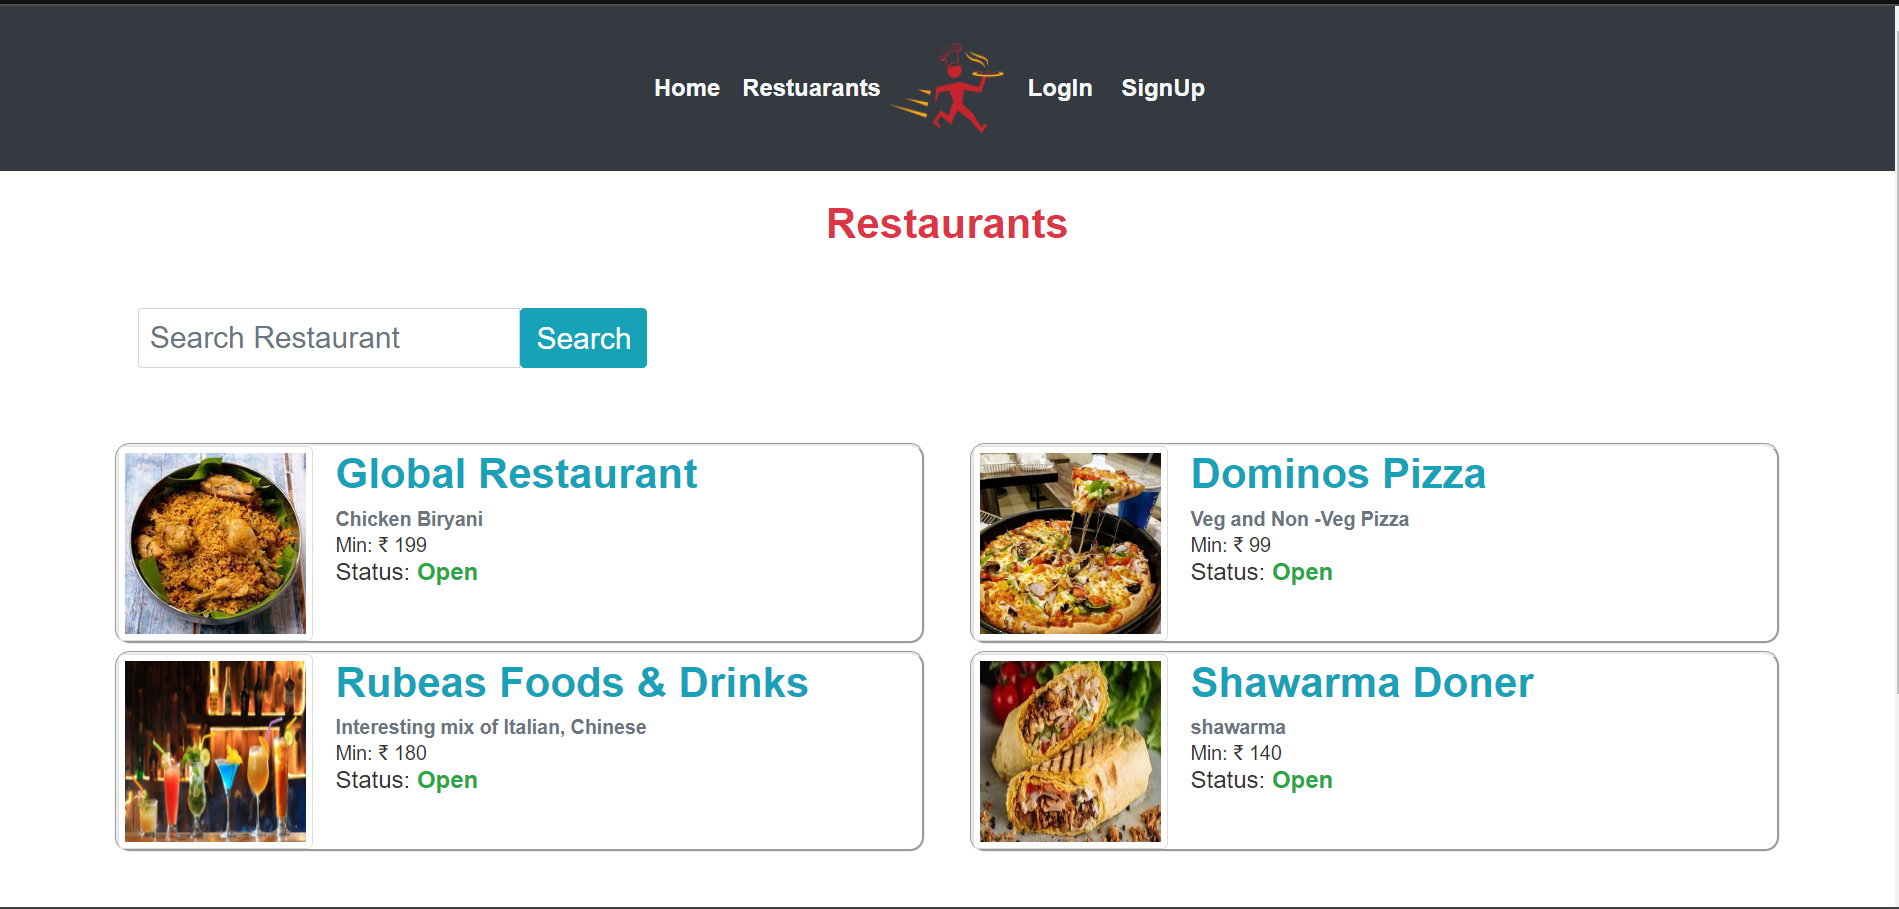 Home Restuarants LogIn SignUp
Restaurants
Search Restaurant Search
Global Restaurant
Chicken Biryani
Min: ₹ 199
Status: Open
Dominos Pizza
Veg and Non -Veg Pizza
Min: ₹ 99
Status: Open
Rubeas Foods & Drinks
Interesting mix of Italian, Chinese
Min: ₹ 180
Status: Open
Shawarma Doner
shawarma
Min: ₹ 140
Status: Open